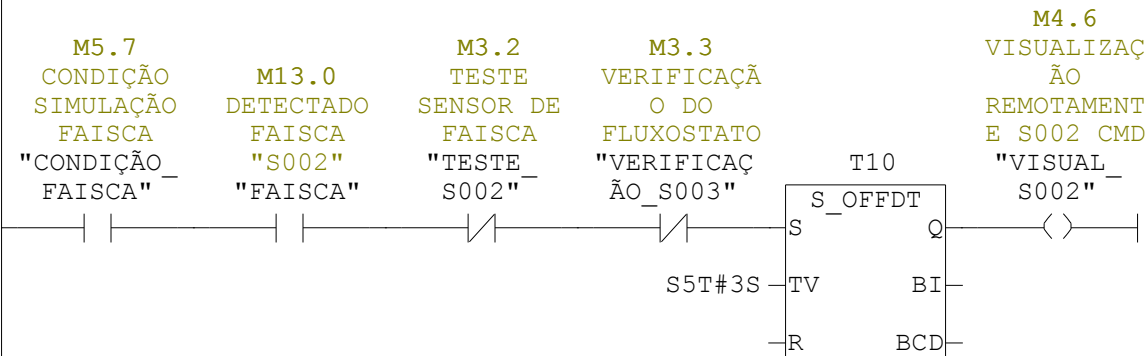 M5.7
CONDIÇÃO
SIMULAÇÃO
FAISCA
"CONDIÇÃO_
FAISCA"
M13.0
DETECTADO
FAISCA
"S002"
"FAISCA"
M3.2
TESTE
SENSOR DE
FAISCA
"TESTE_
S002"
M3.3
VERIFICAÇÃ
O DO
FLUXOSTATO
"VERIFICAÇ
ÃO_S003"
T10
S_OFFDT
S
Q
S5T#3S
TV
BI
R
BCD
M4.6
VISUALIZAÇ
ÃO
REMOTAMENT
E S002 CMD
"VISUAL_
S002"